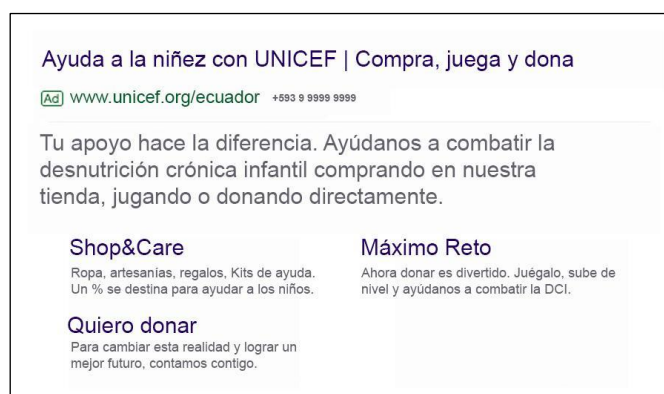 Ayuda a la niñez con UNICEF | Compra, juega y dona
Ad www.unicef.org/ecuador +593 9 9999 9999
Tu apoyo hace la diferencia. Ayúdanos a combatir la
desnutrición crónica infantil comprando en nuestra
tienda, jugando o donando directamente.
Shop&Care
Ropa, artesanías, regalos, Kits de ayuda.
Un % se destina para ayudar a los niños.
Máximo Reto
Ahora donar es divertido. Juégalo, sube de
nivel y ayúdanos a combatir la DCI.
Quiero donar
Para cambiar esta realidad y lograr un
mejor futuro, contamos contigo.